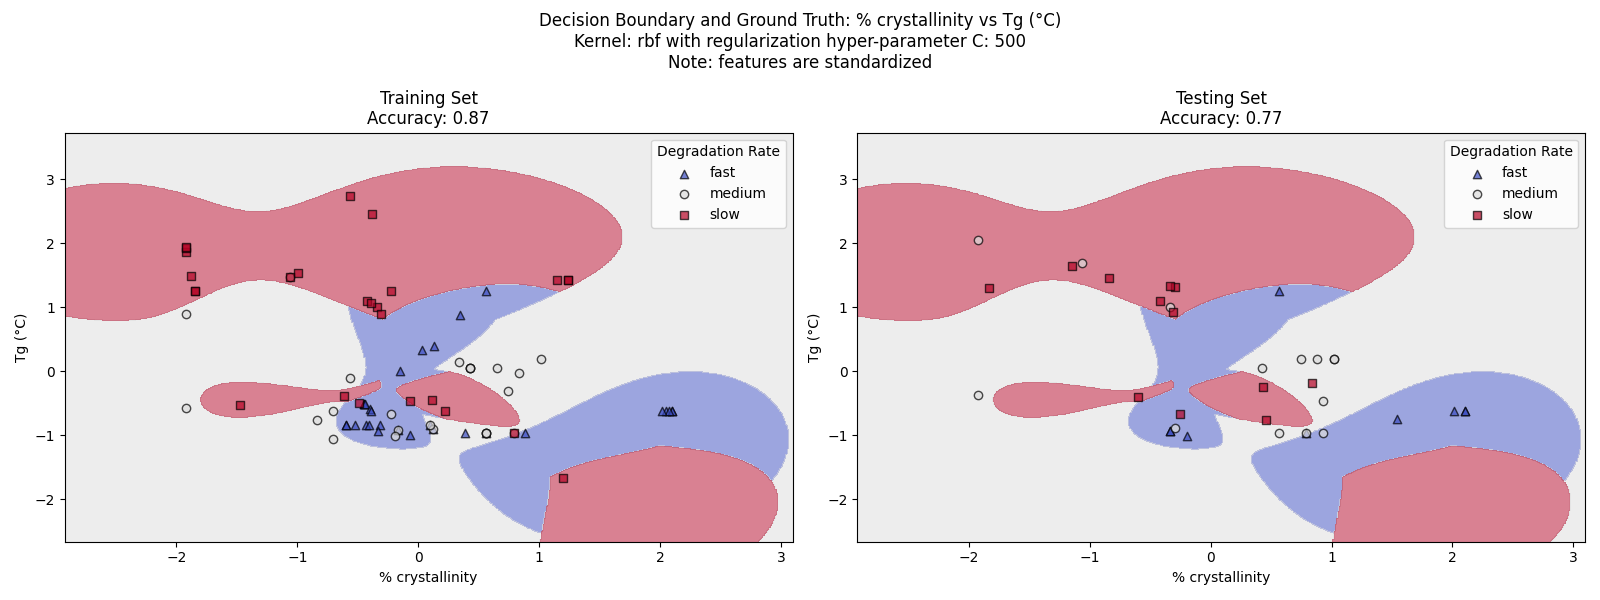 Decision Boundary and Ground Truth: % crystallinity vs Tg (°C)
Kernel: rbf with regularization hyper-parameter C: 500
Note: features are standardized
Training Set
Accuracy: 0.87
Degradation Rate
fast
medium
slow
3
2
1
0
−1
−2
Tg (°C)
−2
−1
0
1
2
3
% crystallinity
Testing Set
Accuracy: 0.77
Degradation Rate
fast
medium
slow
3
2
1
0
−1
−2
Tg (°C)
−2
−1
0
1
2
3
% crystallinity